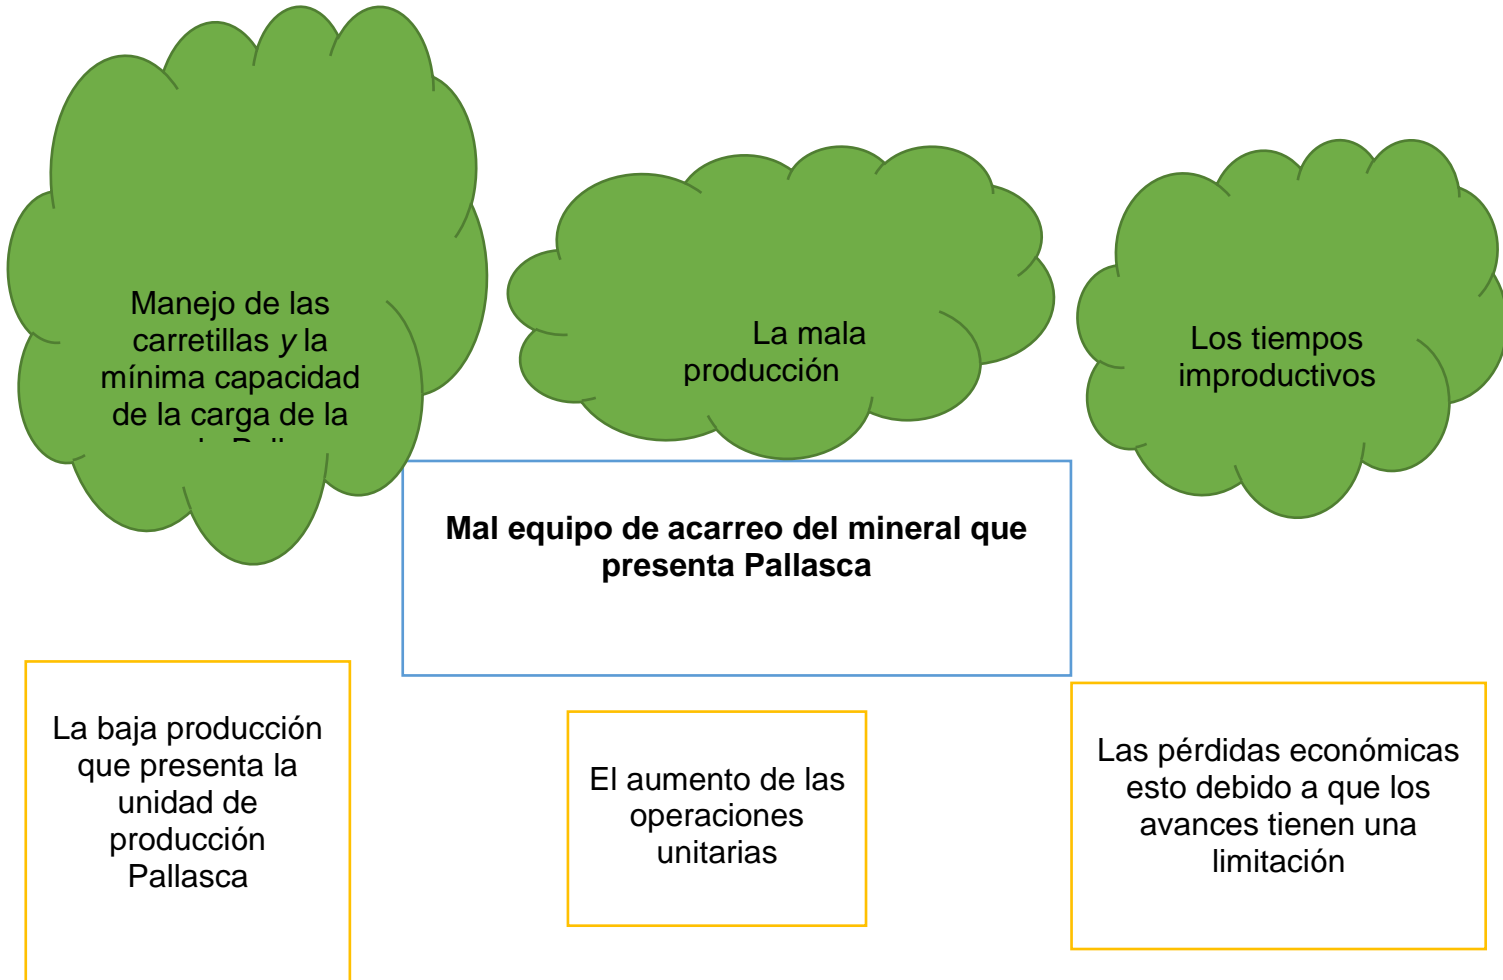 Manejo de las
carretillas y la
mínima capacidad
de la carga de la
La mala
producción
Los tiempos
improductivos
Mal equipo de acarreo del mineral que
presenta Pallasca
La baja producción
que presenta la
unidad de
producción
Pallasca
El aumento de las
operaciones
unitarias
Las pérdidas económicas
esto debido a que los
avances tienen una
limitación